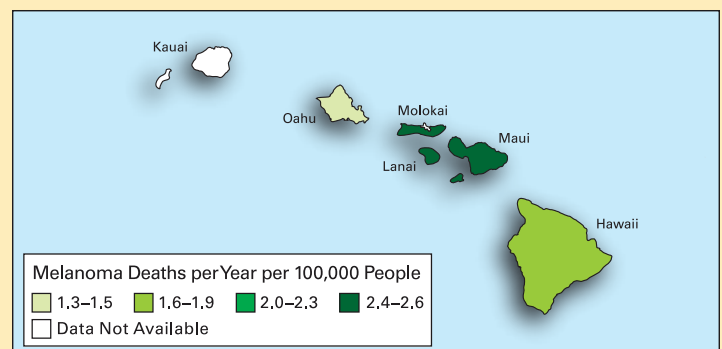 Kauai
Oahu
Molokai
Maui
Lanai
Hawaii
Melanoma Deaths per Year per 100,000 People
1.3–1.5 1.6–1.9 2.0–2.3 2.4–2.6
Data Not Available